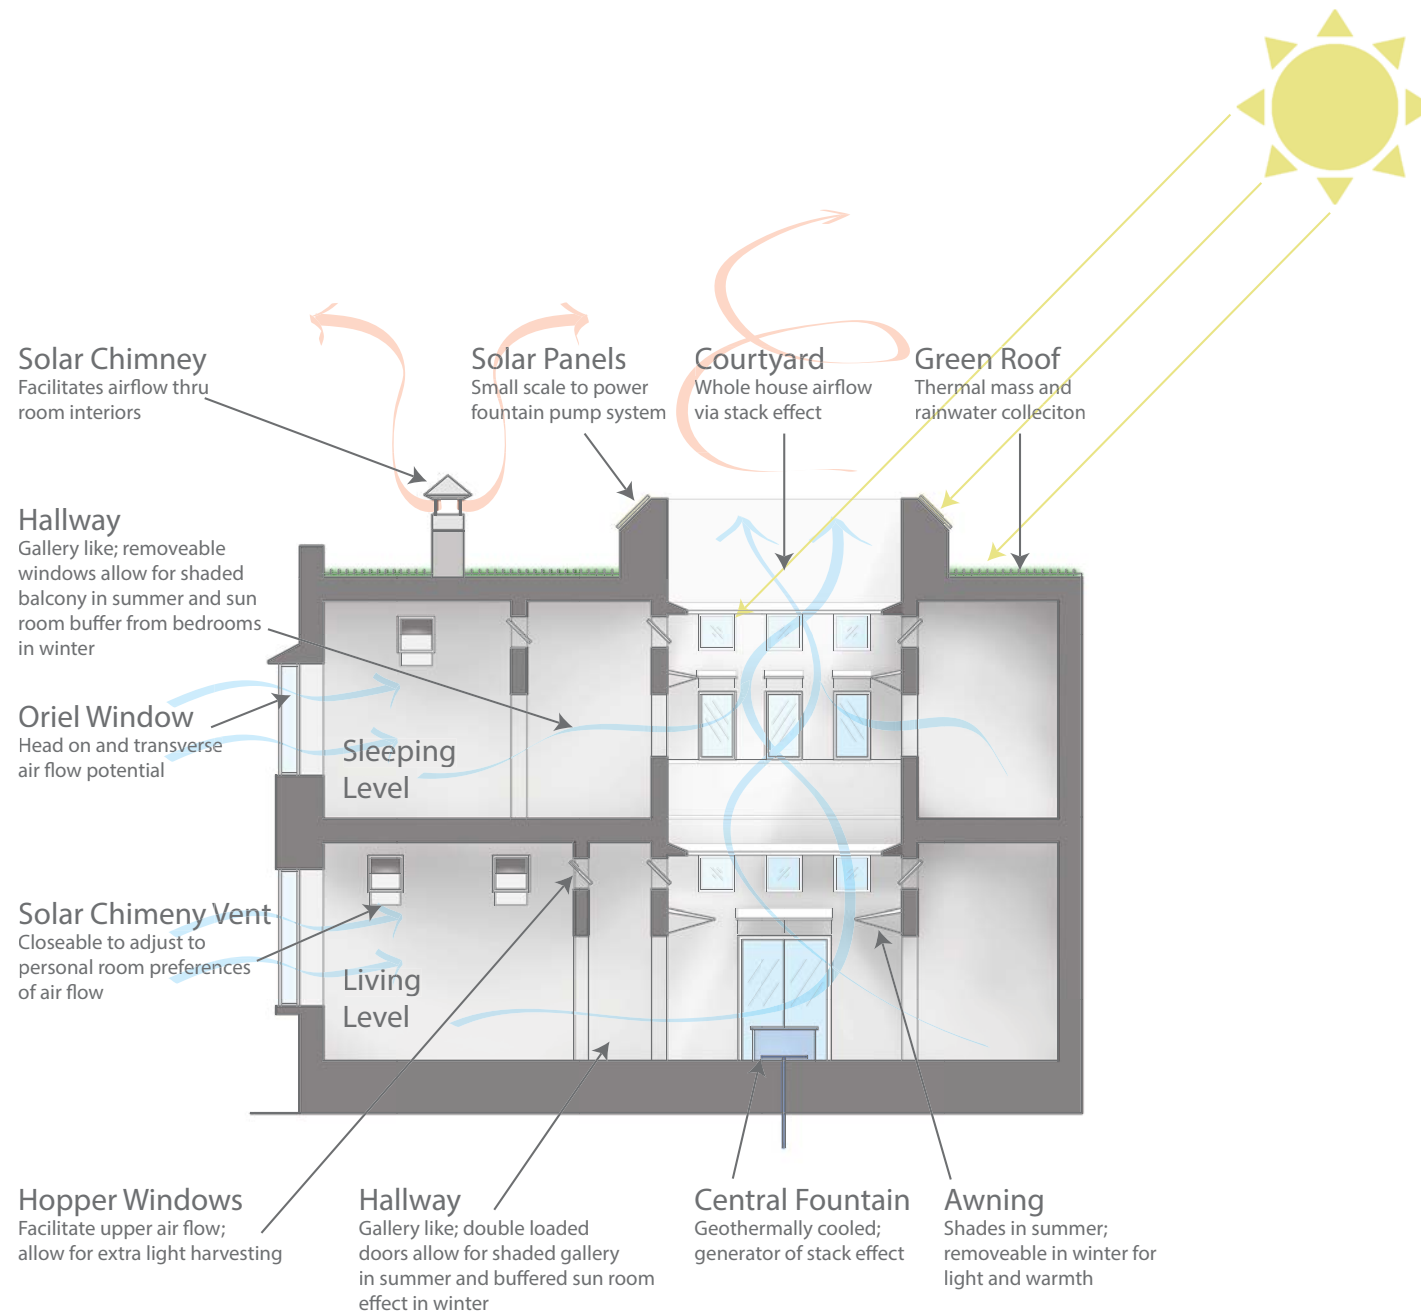 Solar Chimney
Facilitates airflow thru
room interiors
Solar Panels
Small scale to power
fountain pump system
Courtyard
Whole house airflow
via stack effect
Green Roof
Thermal mass and
rainwater colleciton
Hallway
Gallery like; removeable
windows allow for shaded
balcony in summer and sun
room buffer from bedrooms
in winter
Oriel Window
Head on and transverse
air flow potential
Sleeping
Level
Solar Chimeny Vent
Closeable to adjust to
personal room preferences
of air flow
Living
Level
Hopper Windows
Facilitate upper air flow;
allow for extra light harvesting
Hallway
Gallery like; double loaded
doors allow for shaded gallery
in summer and buffered sun room
effect in winter
Central Fountain
Geothermally cooled;
generator of stack effect
Awning
Shades in summer;
removeable in winter for
light and warmth